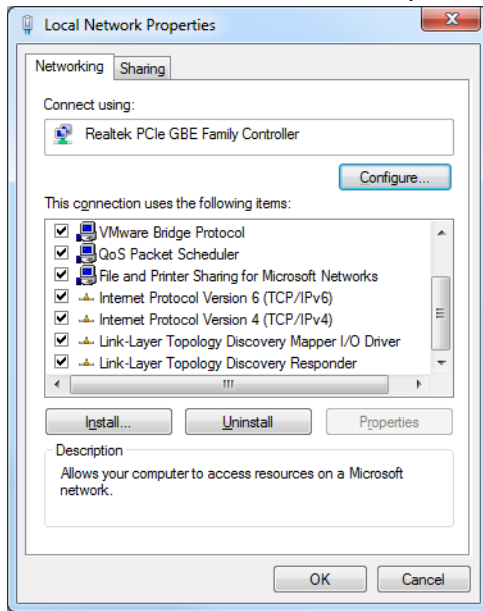 Local Network Properties
Networking
Sharing
Connect using:
Realtek PCIe GBE Family Controller
Configure...
This connection uses the following items:
VMware Bridge Protocol
QoS Packet Scheduler
File and Printer Sharing for Microsoft Networks
Internet Protocol Version 6 (TCP/IPv6)
Internet Protocol Version 4 (TCP/IPv4)
Link-Layer Topology Discovery Mapper I/O Driver
Link-Layer Topology Discovery Responder
Install...
Uninstall
Properties
Description
Allows your computer to access resources on a Microsoft
network.
OK
Cancel